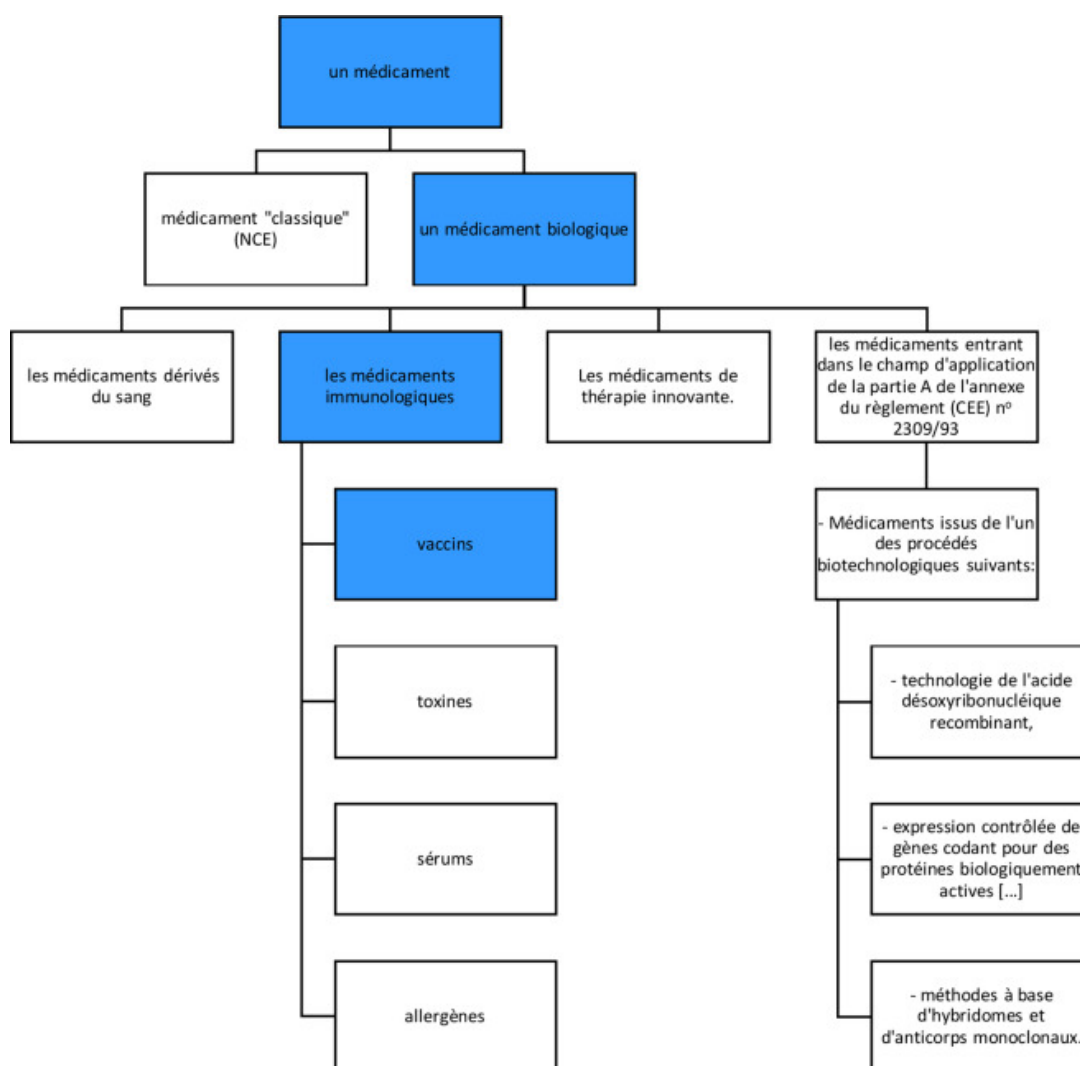 un médicament
médicament "classique"
(NCE)
un médicament biologique
les médicaments dérivés
du sang
les médicaments
immunologiques
Les médicaments de
thérapie innovante.
les médicaments entrant
dans le champ d'application
de la partie A de l'annexe
du règlement (CEE) nº
2309/93
vaccins
toxines
sérums
allergènes
- Médicaments issus de l'un
des procédés
biotechnologiques suivants:
- technologie de l'acide
désoxyribonucléique
recombinant,
- expression contrôlée de
gènes codant pour des
protéines biologiquement
actives [...]
- méthodes à base
d'hybridomes et
d'anticorps monoclonaux.